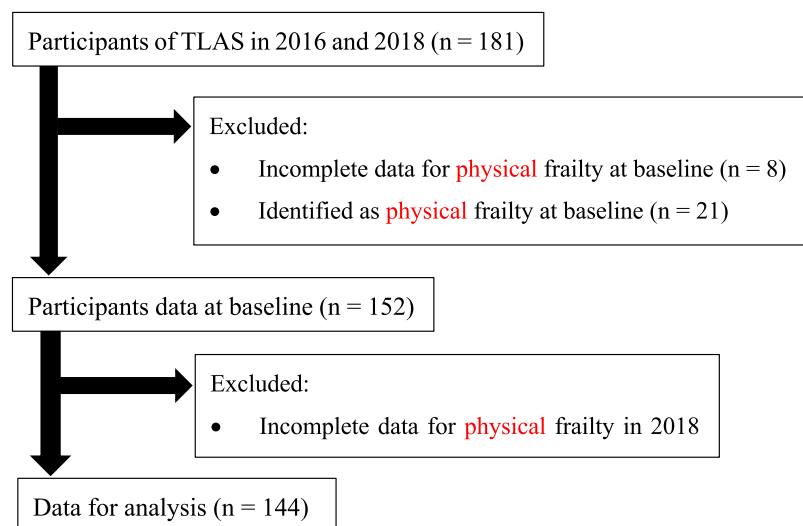 Participants of TLAS in 2016 and 2018 (n = 181)
Excluded:
• Incomplete data for physical frailty at baseline (n = 8)
• Identified as physical frailty at baseline (n = 21)
Participants data at baseline (n = 152)
Excluded:
• Incomplete data for physical frailty in 2018
Data for analysis (n = 144)